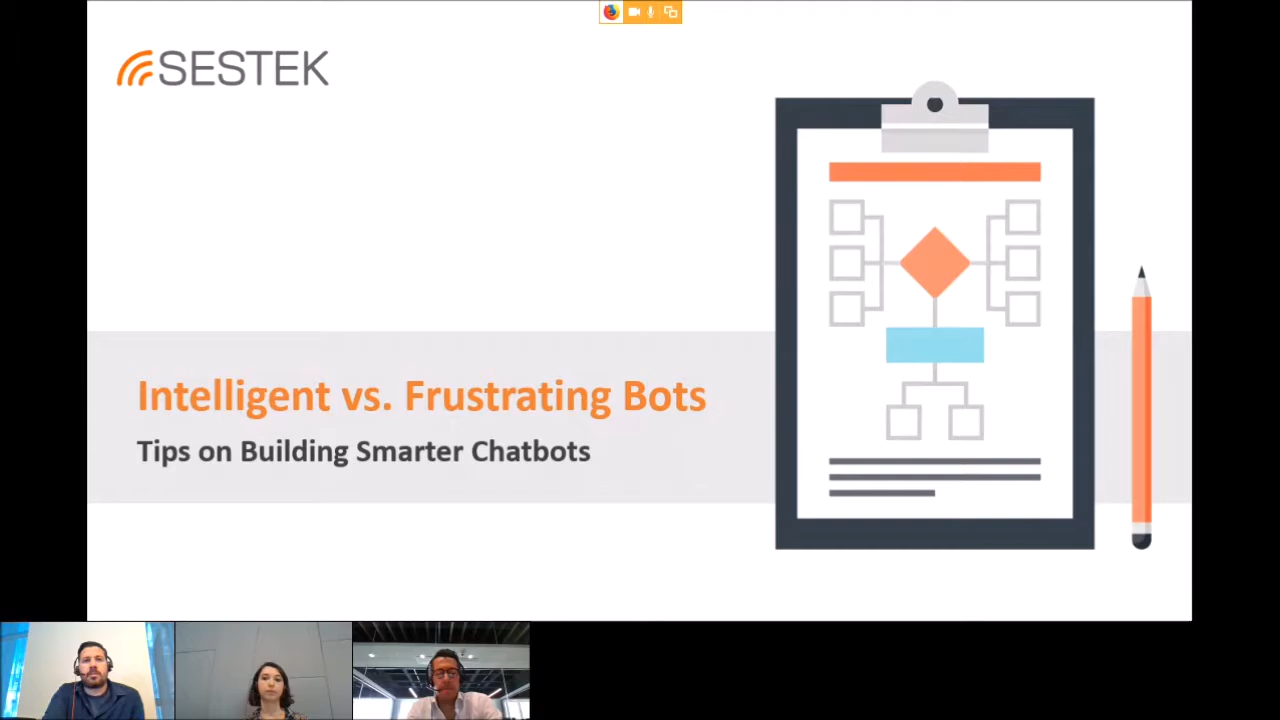 SESTEK
Intelligent vs. Frustrating Bots
Tips on Building Smarter Chatbots